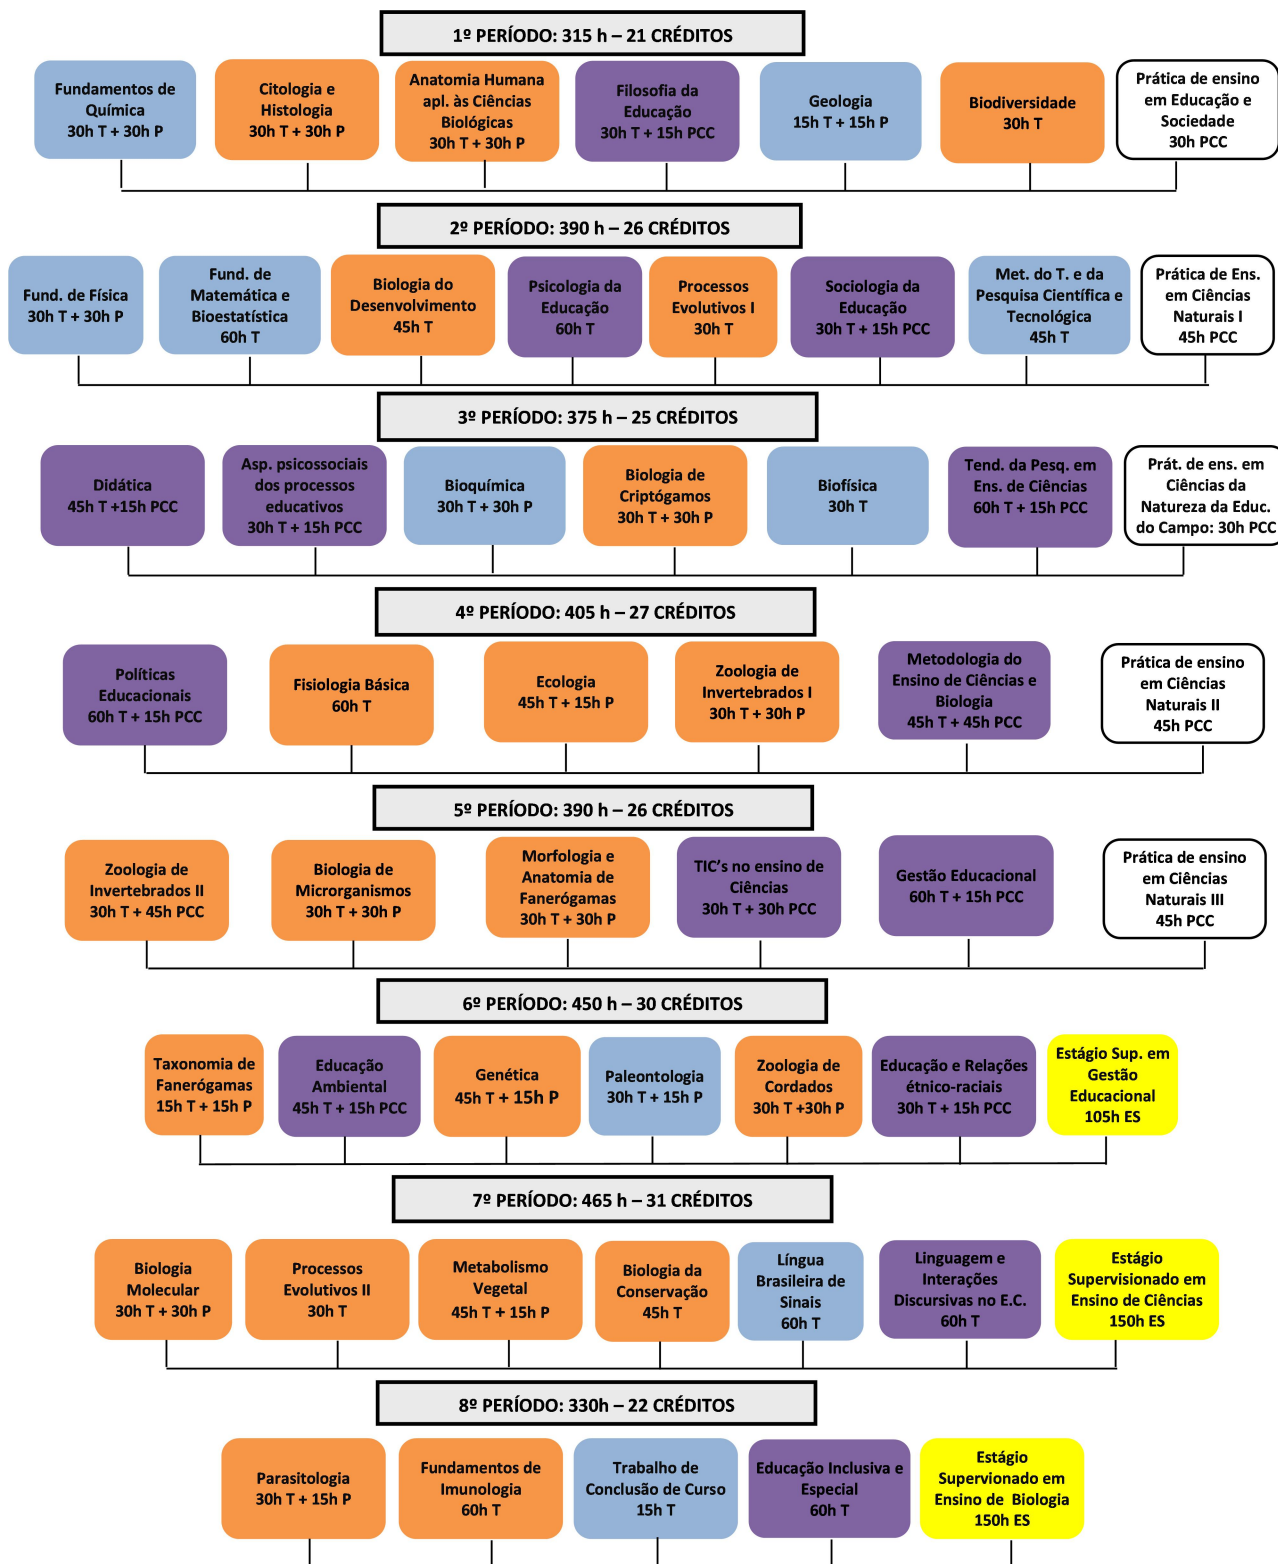 1º PERÍODO: 315 h – 21 CRÉDITOS
Fundamentos de
Química
30h T + 30h P
Citologia e
Histologia
30h T + 30h P
Anatomia Humana
apl. às Ciências
Biológicas
30h T + 30h P
Filosofia da
Educação
30h T + 15h PCC
Geologia
15h T + 15h P
Biodiversidade
30h T
Prática de ensino
em Educação e
Sociedade
30h PCC
2º PERÍODO: 390 h – 26 CRÉDITOS
Fund. de Física
30h T + 30h P
Fund. de
Matemática e
Bioestatística
60h T
Biologia do
Desenvolvimento
45h T
Psicologia da
Educação
60h T
Processos
Evolutivos I
30h T
Sociologia da
Educação
30h T + 15h PCC
Met. do T. e da
Pesquisa Científica e
Tecnológica
45h T
Prática de Ens.
em Ciências
Naturais I
45h PCC
3º PERÍODO: 375 h – 25 CRÉDITOS
Didática
45h T +15h PCC
Asp. psicossociais
dos processos
educativos
30h T + 15h PCC
Bioquímica
30h T + 30h P
Biologia de
Criptógamos
30h T + 30h P
Biofísica
30h T
Tend. da Pesq. em
Ens. de Ciências
60h T + 15h PCC
Prát. de ens. em
Ciências da
Natureza da Educ.
do Campo: 30h PCC
4º PERÍODO: 405 h – 27 CRÉDITOS
Políticas
Educacionais
60h T + 15h PCC
Fisiologia Básica
60h T
Ecologia
45h T + 15h P
Zoologia de
Invertebrados I
30h T + 30h P
Metodologia do
Ensino de Ciências e
Biologia
45h T + 45h PCC
Prática de ensino
em Ciências
Naturais II
45h PCC
5º PERÍODO: 390 h – 26 CRÉDITOS
Zoologia de
Invertebrados II
30h T + 45h PCC
Biologia de
Microrganismos
30h T + 30h P
Morfologia e
Anatomia de
Fanerógamas
30h T + 30h P
TIC’s no ensino de
Ciências
30h T + 30h PCC
Gestão Educacional
60h T + 15h PCC
Prática de ensino
em Ciências
Naturais III
45h PCC
6º PERÍODO: 450 h – 30 CRÉDITOS
Taxonomia de
Fanerógamas
15h T + 15h P
Educação
Ambiental
45h T + 15h PCC
Genética
45h T + 15h P
Paleontologia
30h T + 15h P
Zoologia de
Cordados
30h T +30h P
Educação e Relações
étnico-raciais
30h T + 15h PCC
Estágio Sup. em
Gestão
Educacional
105h ES
7º PERÍODO: 465 h – 31 CRÉDITOS
Biologia
Molecular
30h T + 30h P
Processos
Evolutivos II
30h T
Metabolismo
Vegetal
45h T + 15h P
Biologia da
Conservação
45h T
Língua
Brasileira de
Sinais
60h T
Linguagem e
Interações
Discursivas no E.C.
60h T
Estágio
Supervisionado em
Ensino de Ciências
150h ES
8º PERÍODO: 330h – 22 CRÉDITOS
Parasitologia
30h T + 15h P
Fundamentos de
Imunologia
60h T
Trabalho de
Conclusão de Curso
15h T
Educação Inclusiva e
Especial
60h T
Estágio
Supervionado em
Ensino de Biologia
150h ES